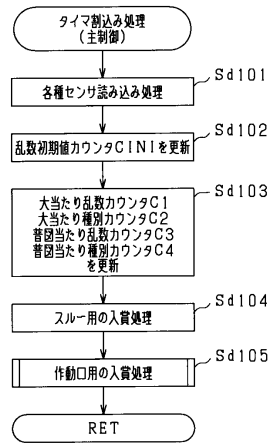 タイマ割込み処理
(主制御)
各種センサ読み込み処理
Sd101
乱数初期値カウンタCINIを更新
Sd102
大当たり乱数カウンタC1
大当たり種別カウンタC2
普図当たり乱数カウンタC3
普図当たり種別カウンタC4
を更新
Sd103
スルー用の入賞処理
Sd104
作動口用の入賞処理
Sd105
RET